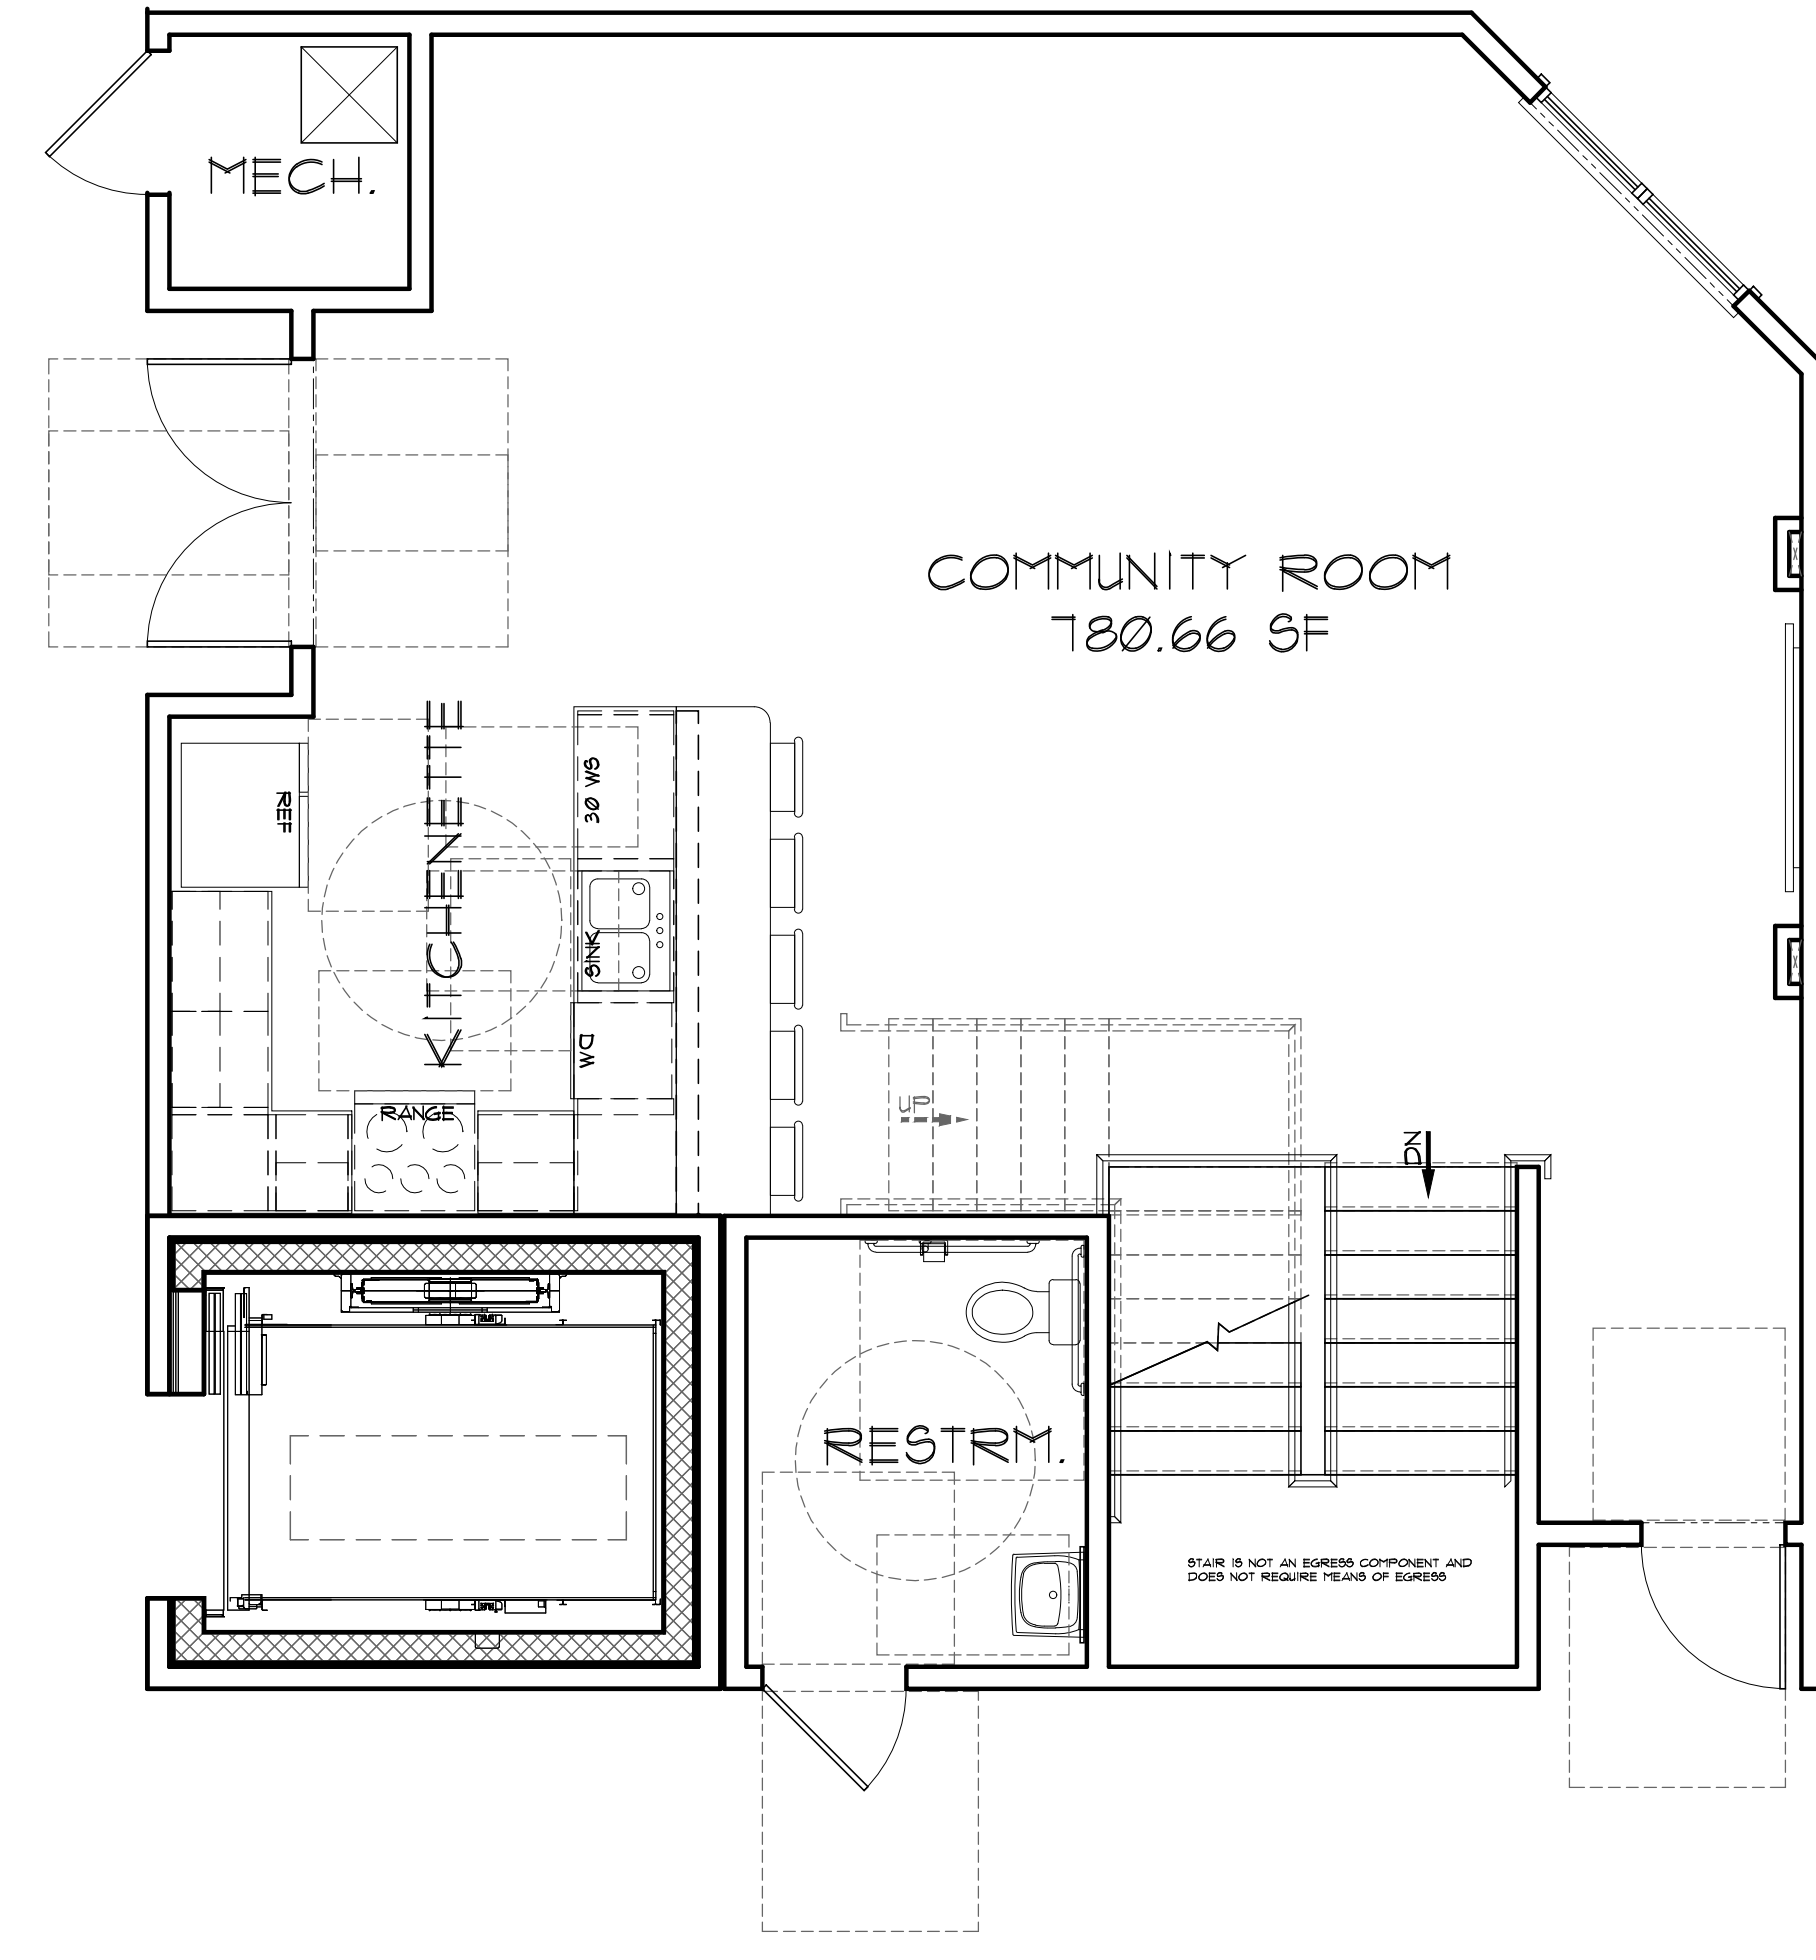 MECH.
COMMUNITY ROOM
780.66 SF
KITCHENETTE
REF
30 WS
SINK
WD
RANGE
UP
DN
RESTRM.
STAIR IS NOT AN EGRESS COMPONENT AND
DOES NOT REQUIRE MEANS OF EGRESS